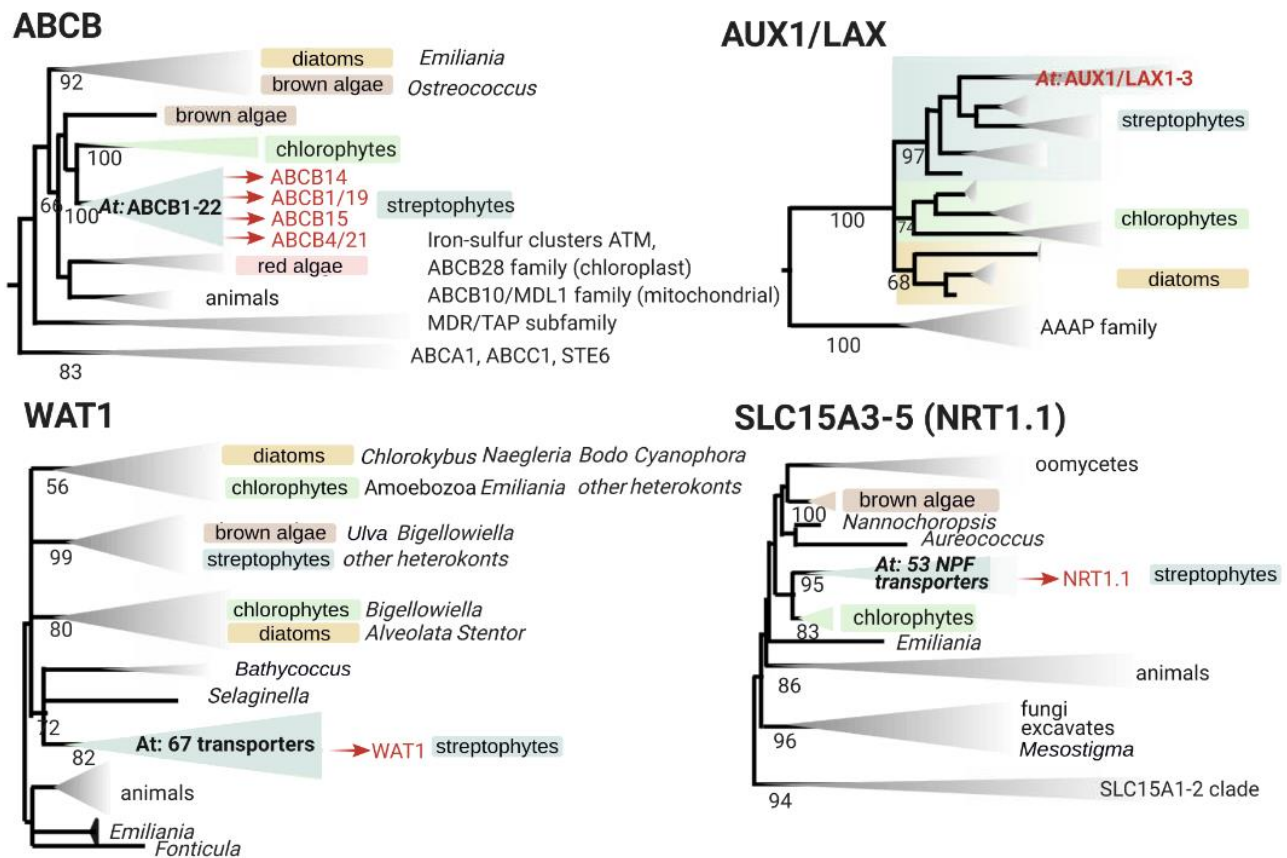 ABCB
92
diatoms Emiliania
brown algae Ostreococcus
brown algae
100
chlorophytes
66
100
At: ABCB1-22
ABCB14
ABCB1/19
ABCB15
ABCB4/21
streptophytes
red algae
animals
Iron-sulfur clusters ATM,
ABCB28 family (chloroplast)
ABCB10/MDL1 family (mitochondrial)
MDR/TAP subfamily
83
ABCA1, ABCC1, STE6
AUX1/LAX
At: AUX1/LAX1-3
streptophytes
97
100
74
chlorophytes
68
diatoms
100
AAAP family
WAT1
56
diatoms Chlorokybus Naegleria Bodo Cyanophora
chlorophytes Amoebozoa Emiliania other heterokonts
99
brown algae Ulva Bigellowiella
streptophytes other heterokonts
80
chlorophytes Bigellowiella
diatoms Alveolata Stentor
Bathycoccus
Selaginella
72
82
At: 67 transporters
WAT1 streptophytes
animals
Emiliania
Fonticula
SLC15A3-5 (NRT1.1)
oomycetes
100
brown algae
Nannochoropsis
Aureococcus
95
At: 53 NPF
transporters
NRT1.1 streptophytes
83
chlorophytes
Emiliania
86
animals
96
fungi
excavates
Mesostigma
94
SLC15A1-2 clade